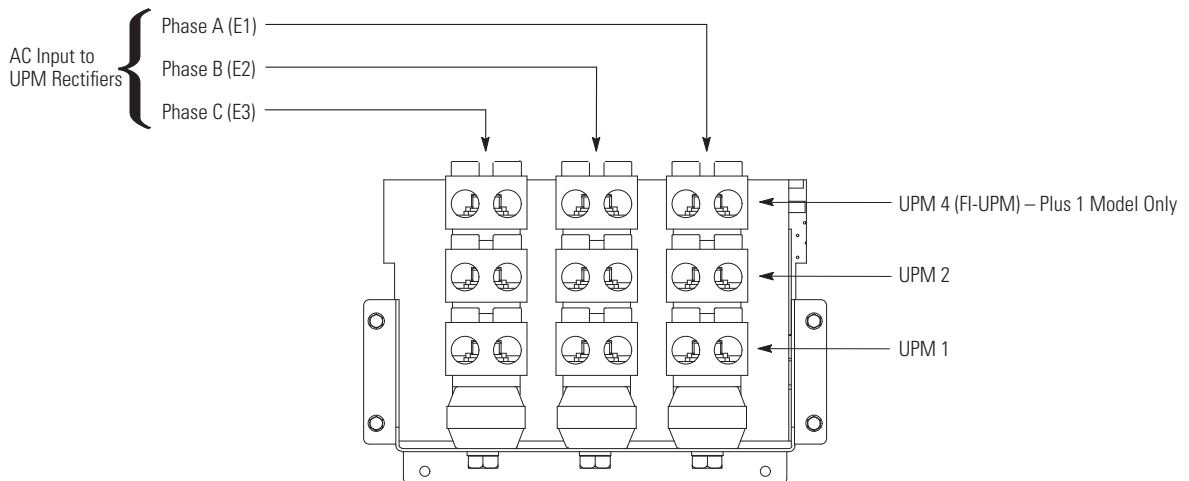 Phase A (E1)
AC Input to
UPM Rectifiers
Phase B (E2)
Phase C (E3)
UPM 4 (FI-UPM) – Plus 1 Model Only
UPM 2
UPM 1